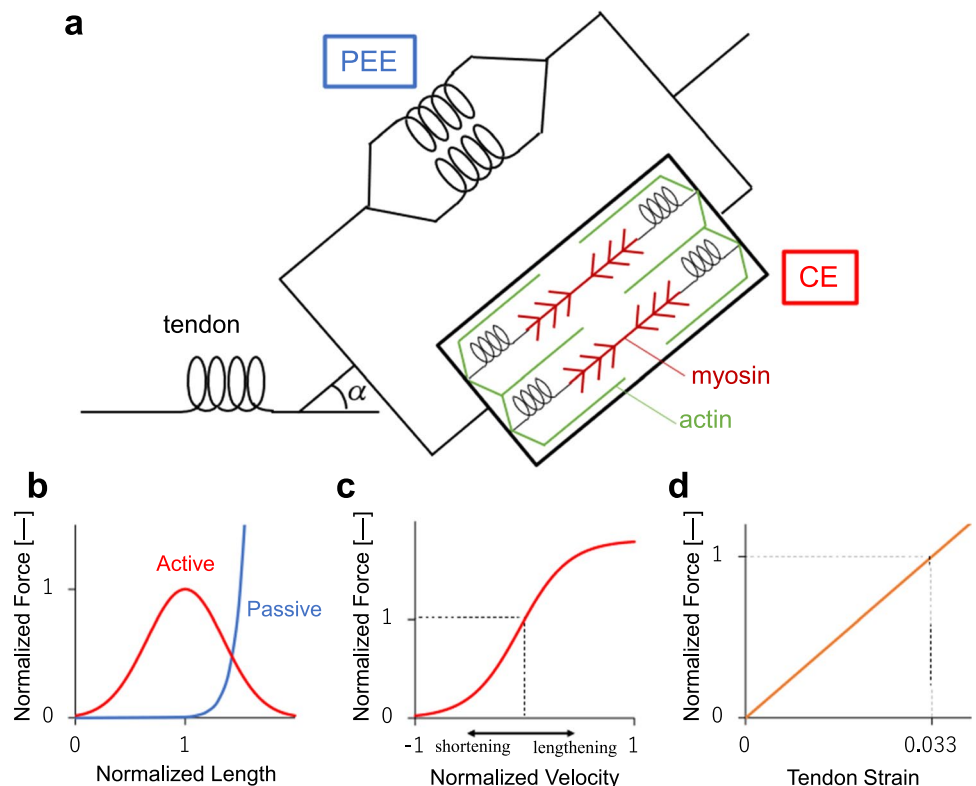 a
PEE
CE
tendon
α
myosin
actin
b
Normalized Force [—]
1
0
Active
Passive
0
1
Normalized Length
c
Normalized Force [—]
1
0
-1
shortening
lengthening
1
Normalized Velocity
d
Normalized Force [—]
1
0
0
0.033
Tendon Strain